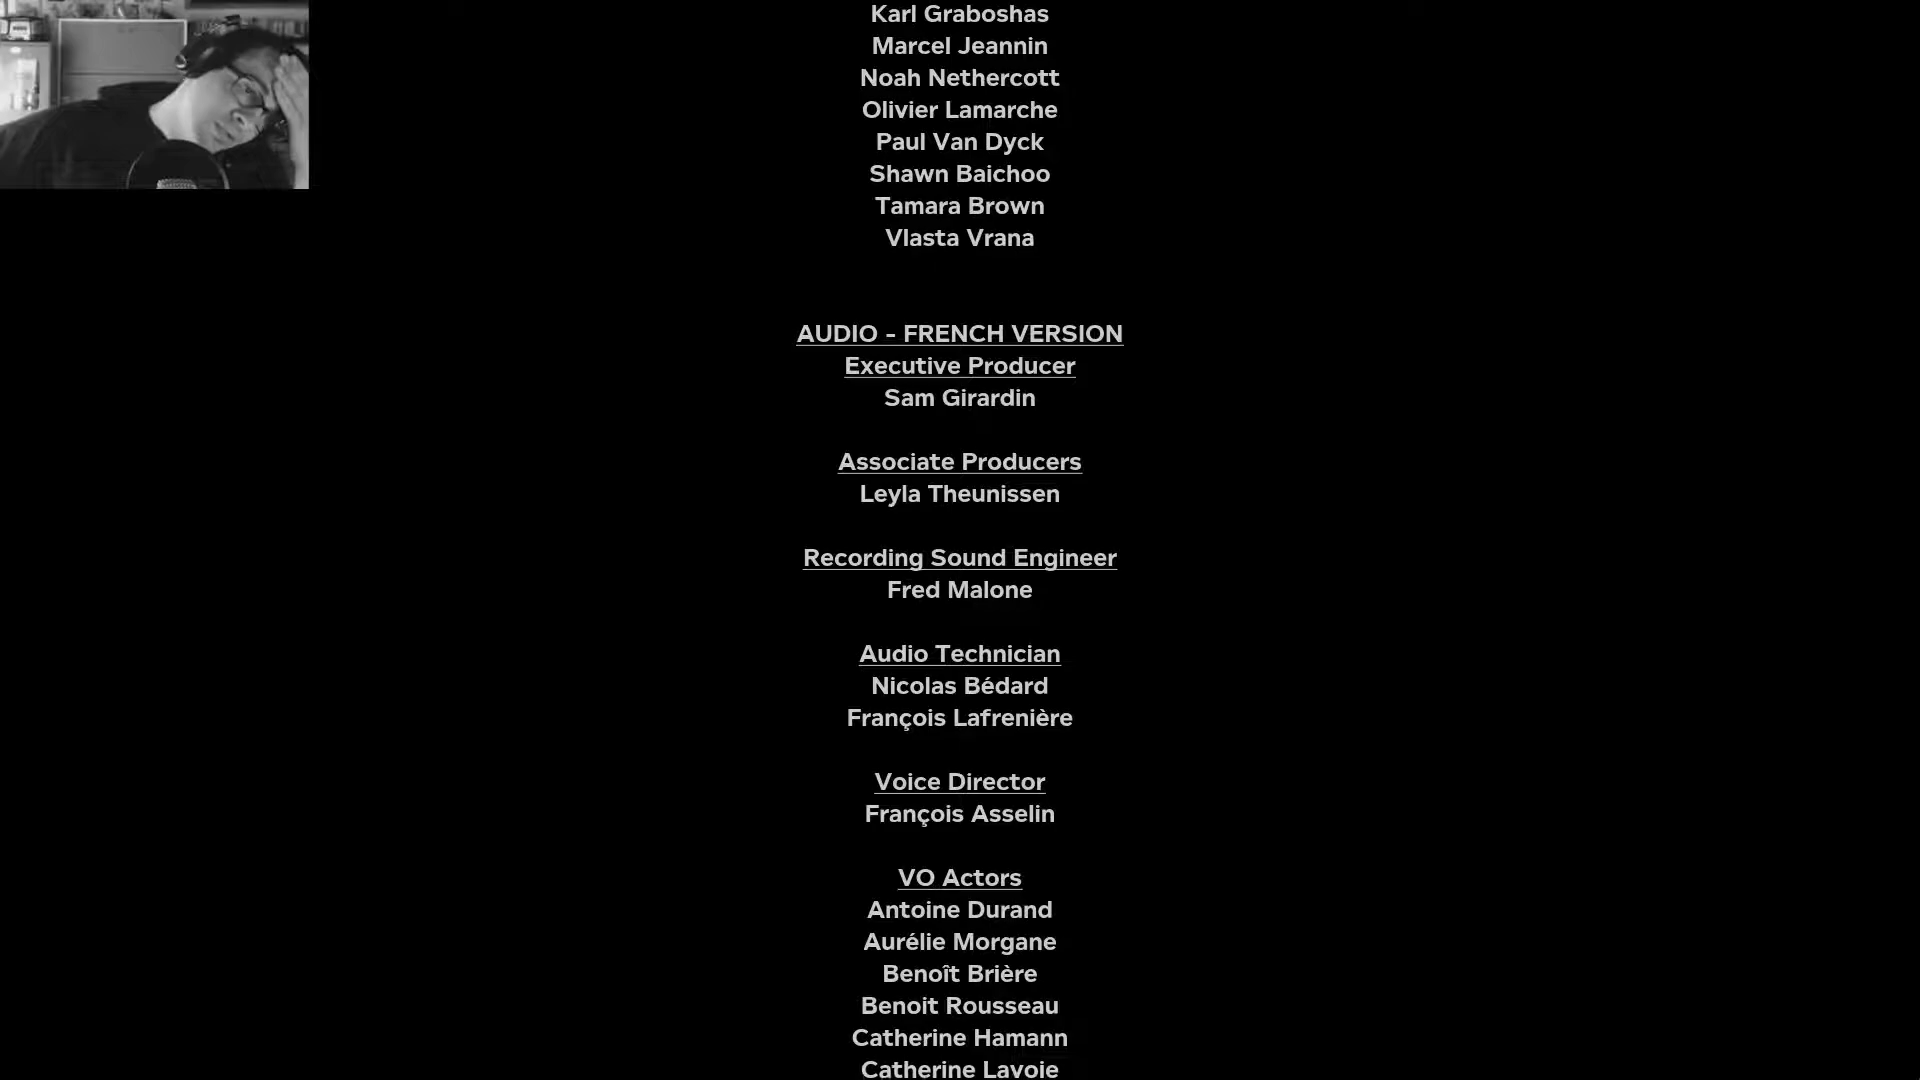 Karl Graboshas
Marcel Jeannin
Noah Nethercott
Olivier Lamarche
Paul Van Dyck
Shawn Baichoo
Tamara Brown
Vlasta Vrana
AUDIO - FRENCH VERSION
Executive Producer
Sam Girardin
Associate Producers
Leyla Theunissen
Recording Sound Engineer
Fred Malone
Audio Technician
Nicolas Bédard
François Lafrenière
Voice Director
François Asselin
VO Actors
Antoine Durand
Aurélie Morgane
Benoît Brière
Benoit Rousseau
Catherine Hamann
Catherine Lavoie